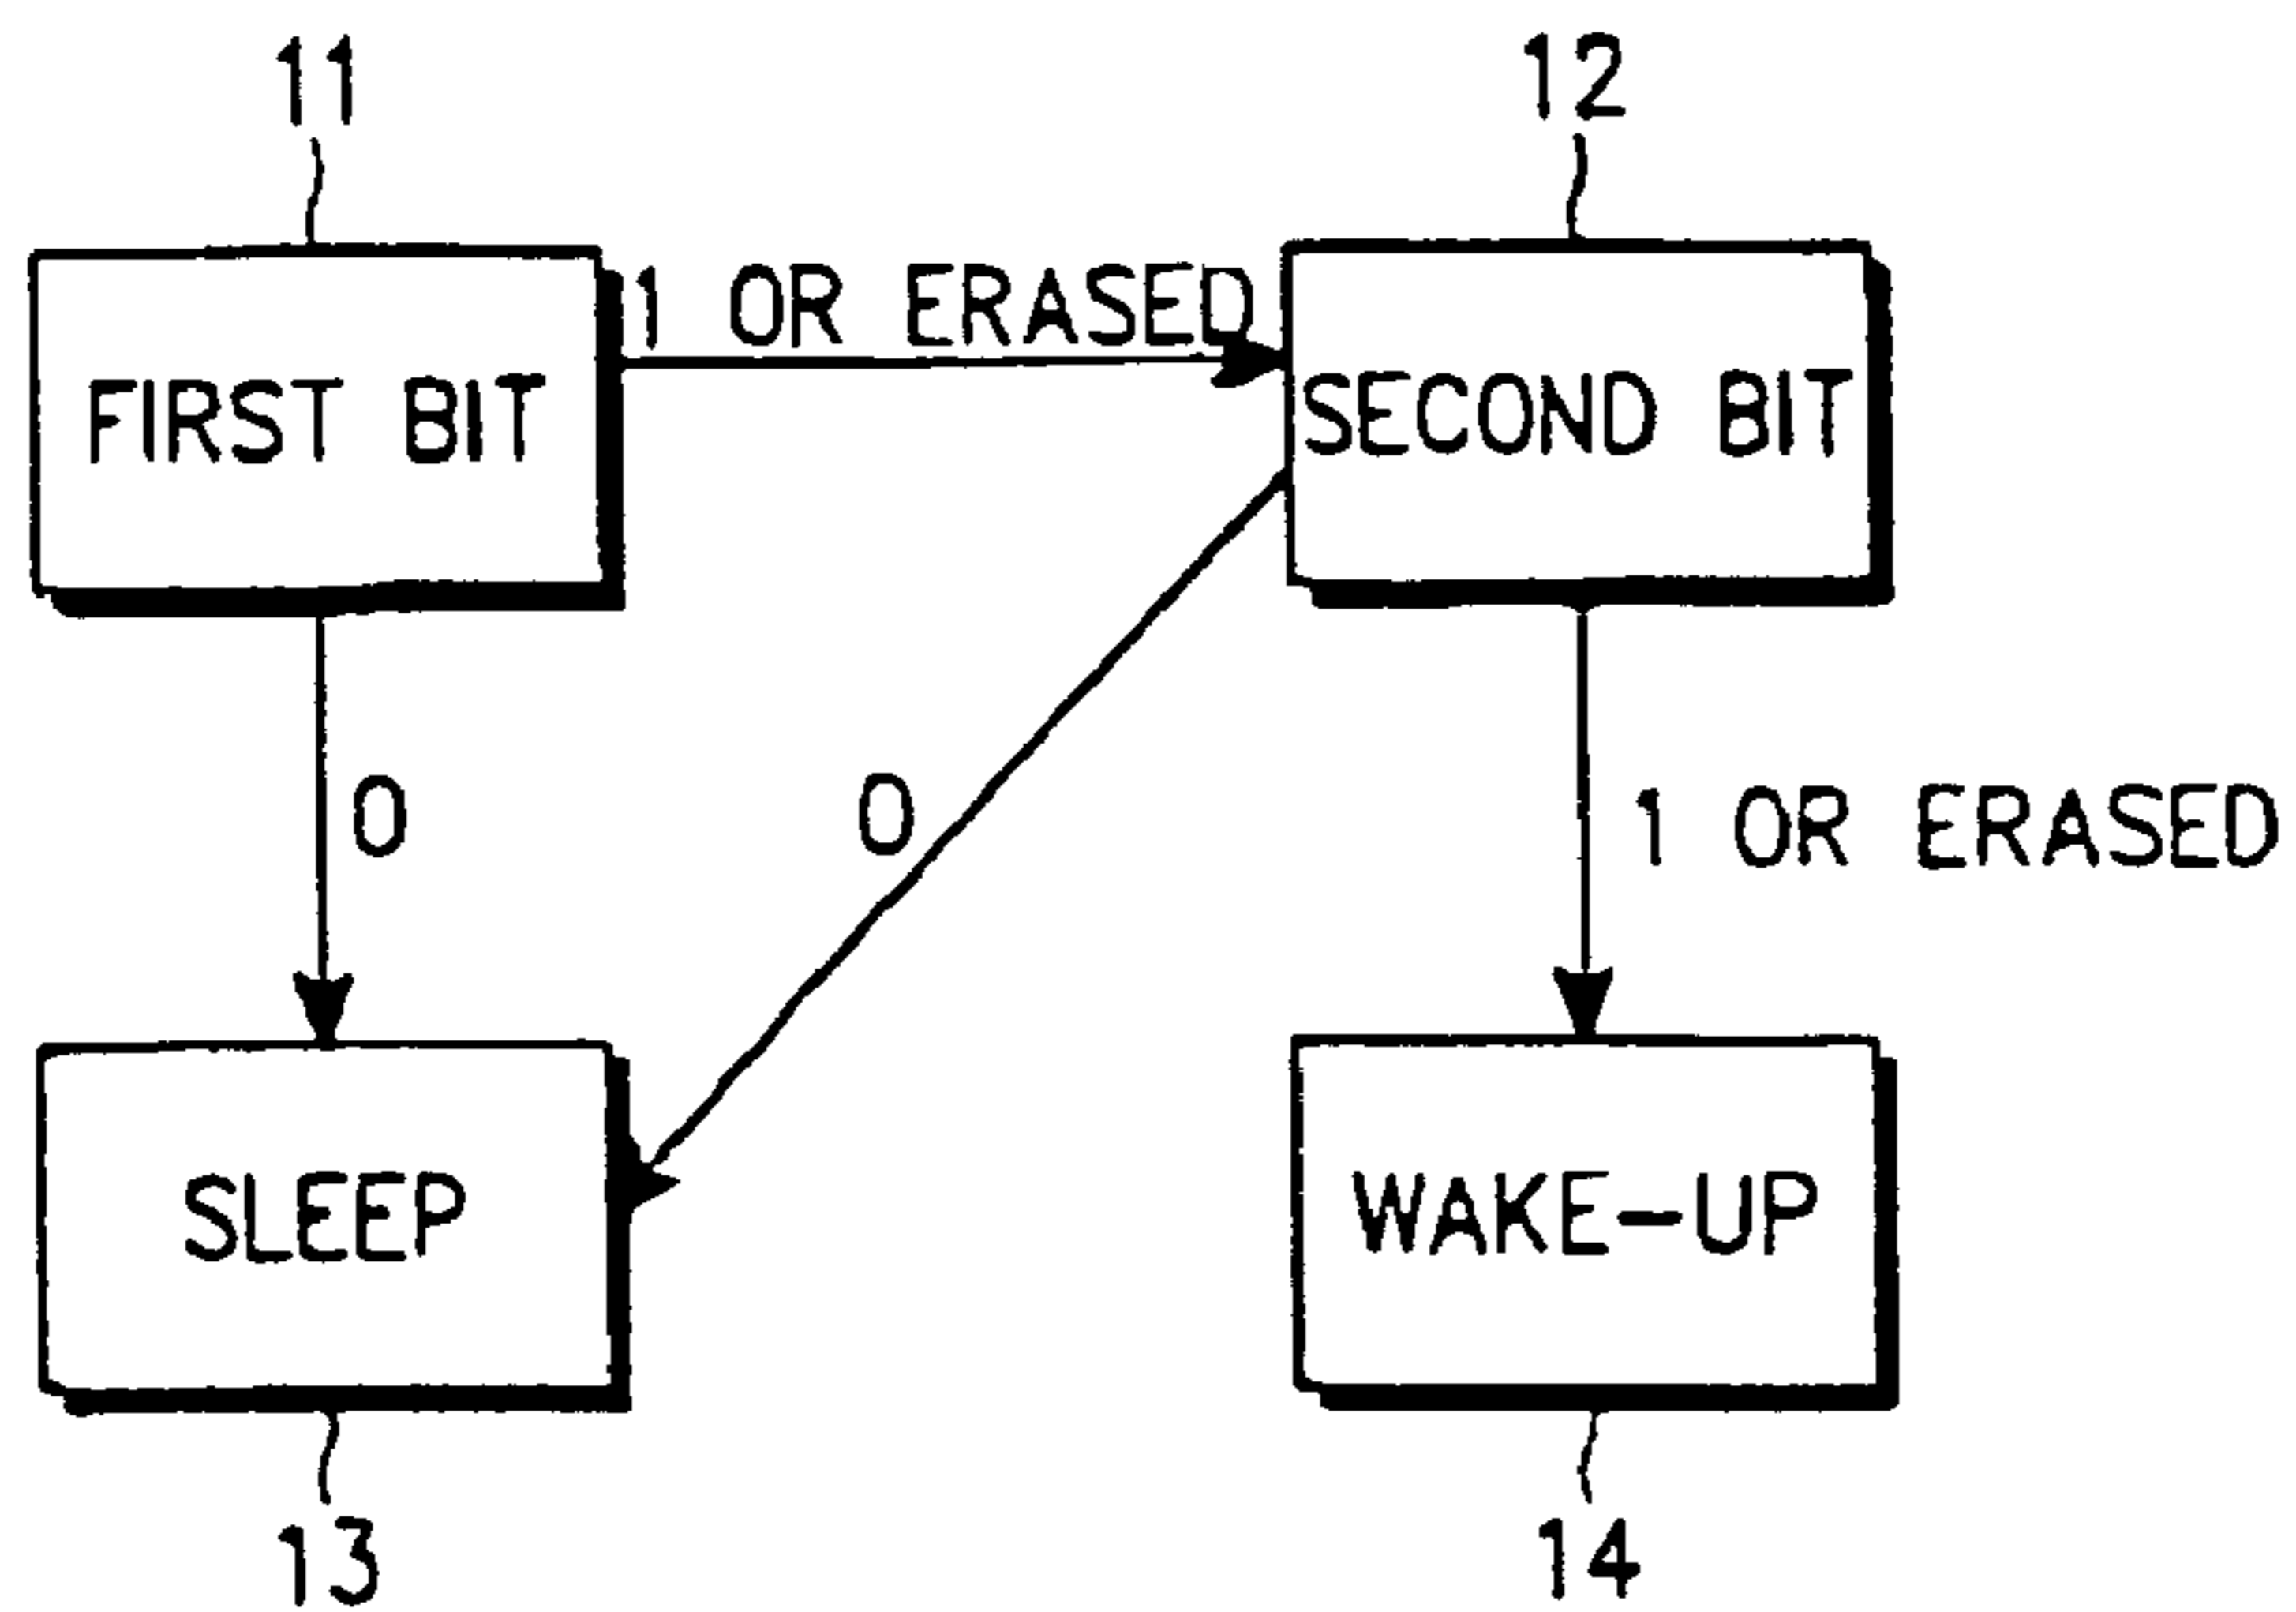 11
12
1 OR ERASED
FIRST BIT
SECOND BIT
0
0
1 OR ERASED
SLEEP
WAKE-UP
13
14